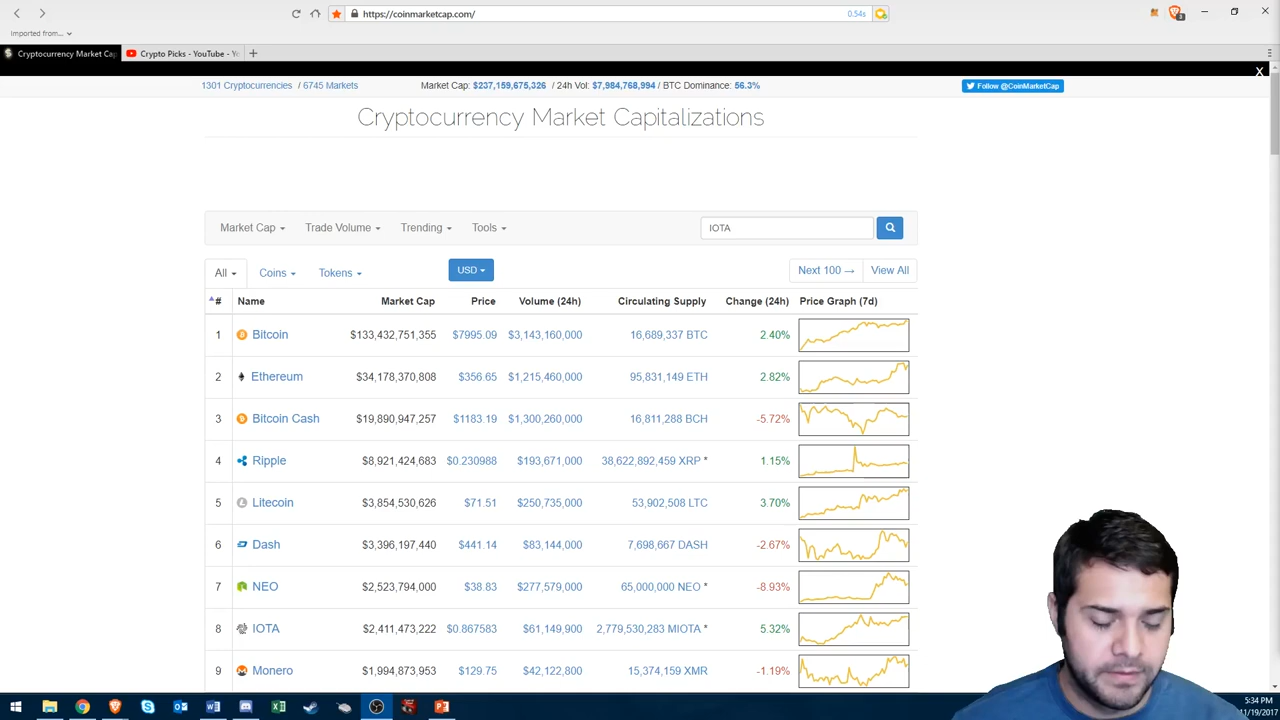 https://coinmarketcap.com/
0.54s
3
Imported from...
Cryptocurrency Market Cap
Crypto Picks - YouTube - Y
1301 Cryptocurrencies / 6745 Markets
Market Cap: $237,159,675,326 / 24h Vol: $7,984,768,994 / BTC Dominance: 56.3%
Follow @CoinMarketCap
X
Cryptocurrency Market Capitalizations
Market Cap Trade Volume Trending Tools IOTA
All Coins Tokens USD Next 100 → View All
# Name Market Cap Price Volume (24h) Circulating Supply Change (24h) Price Graph (7d)
1 Bitcoin $133,432,751,355 $7995.09 $3,143,160,000 16,689,337 BTC 2.40%
2 Ethereum $34,178,370,808 $356.65 $1,215,460,000 95,831,149 ETH 2.82%
3 Bitcoin Cash $19,890,947,257 $1183.19 $1,300,260,000 16,811,288 BCH -5.72%
4 Ripple $8,921,424,683 $0.230988 $193,671,000 38,622,892,459 XRP * 1.15%
5 Litecoin $3,854,530,626 $71.51 $250,735,000 53,902,508 LTC 3.70%
6 Dash $3,396,197,440 $441.14 $83,144,000 7,698,667 DASH -2.67%
7 NEO $2,523,794,000 $38.83 $277,579,000 65,000,000 NEO * -8.93%
8 IOTA $2,411,473,222 $0.867583 $61,149,900 2,779,530,283 MIOTA * 5.32%
9 Monero $1,994,873,953 $129.75 $42,122,800 15,374,159 XMR -1.19%
5:34 PM
11/19/2017